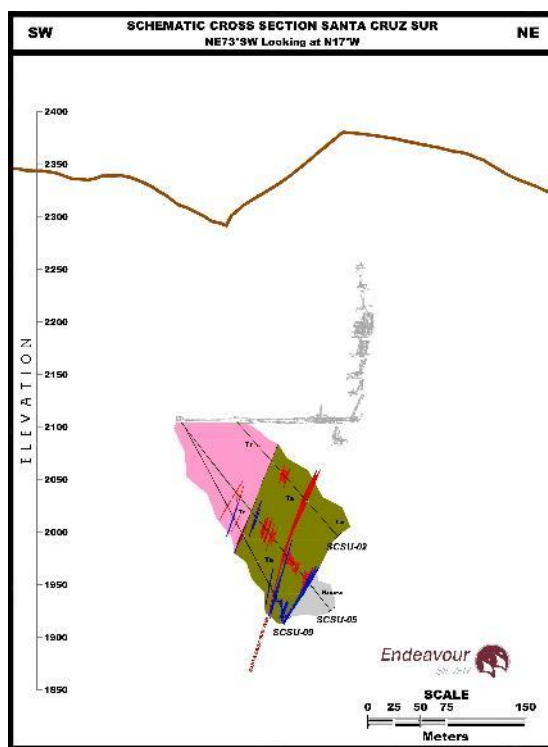 SW
SCHEMATIC CROSS SECTION SANTA CRUZ SUR
NE73°SW Looking at N17°W
NE
2400
2350
2300
2250
2200
2150
2100
2050
2000
1950
1900
1850
ELEVATION
Tr
Ta
Tr
Ta
SCSU-02
SCSU-05
SCSU-09
Endeavour
SILVER
SCALE
0 25 50 75 150
Meters